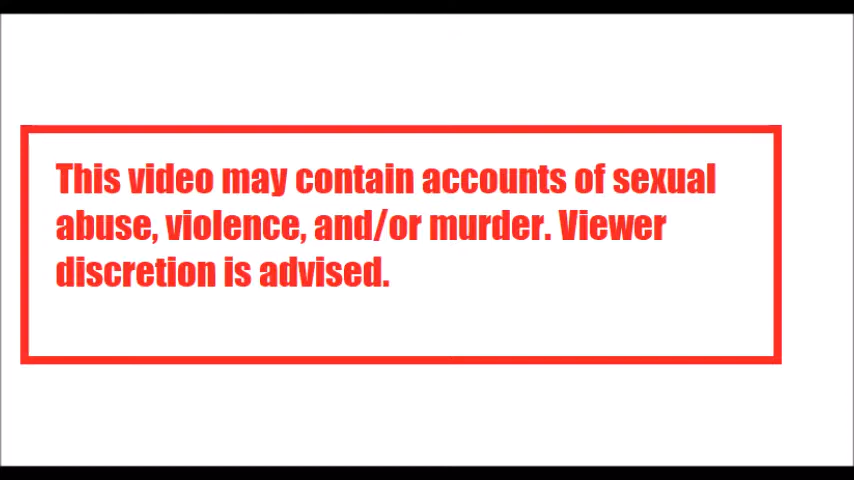 This video may contain accounts of sexual
abuse, violence, and/or murder. Viewer
discretion is advised.